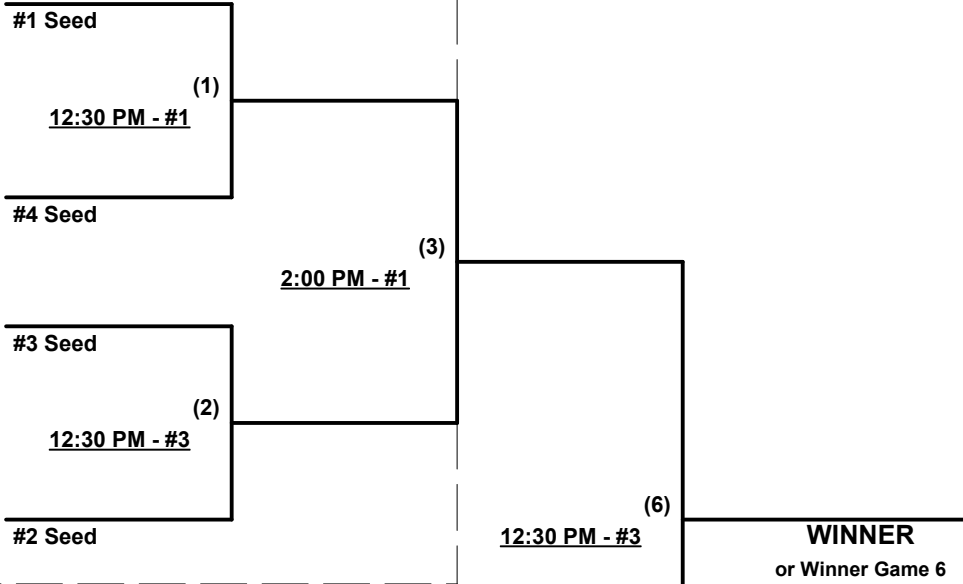 #1 Seed
(1)
12:30 PM - #1
#4 Seed
(3)
2:00 PM - #1
#3 Seed
(2)
12:30 PM - #3
#2 Seed
(6)
12:30 PM - #3
WINNER
or Winner Game 6